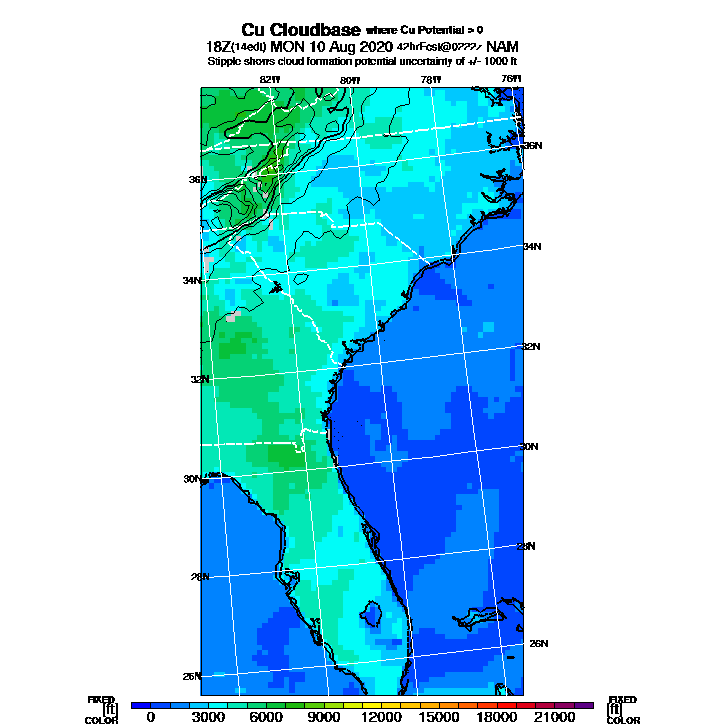 Cu Cloudbase where Cu Potential > 0
18Z(14edt) MON 10 Aug 2020 NAM
Stipple shows cloud formation potential uncertainty of +/- 1000 ft
82W 80W 78W 76W
36N 36N
34N 34N
32N 32N
30N 30N
28N 28N
26N 26N
FIXED FIXED
[ft] [ft]
COLOR COLOR
0 3000 6000 9000 12000 15000 18000 21000